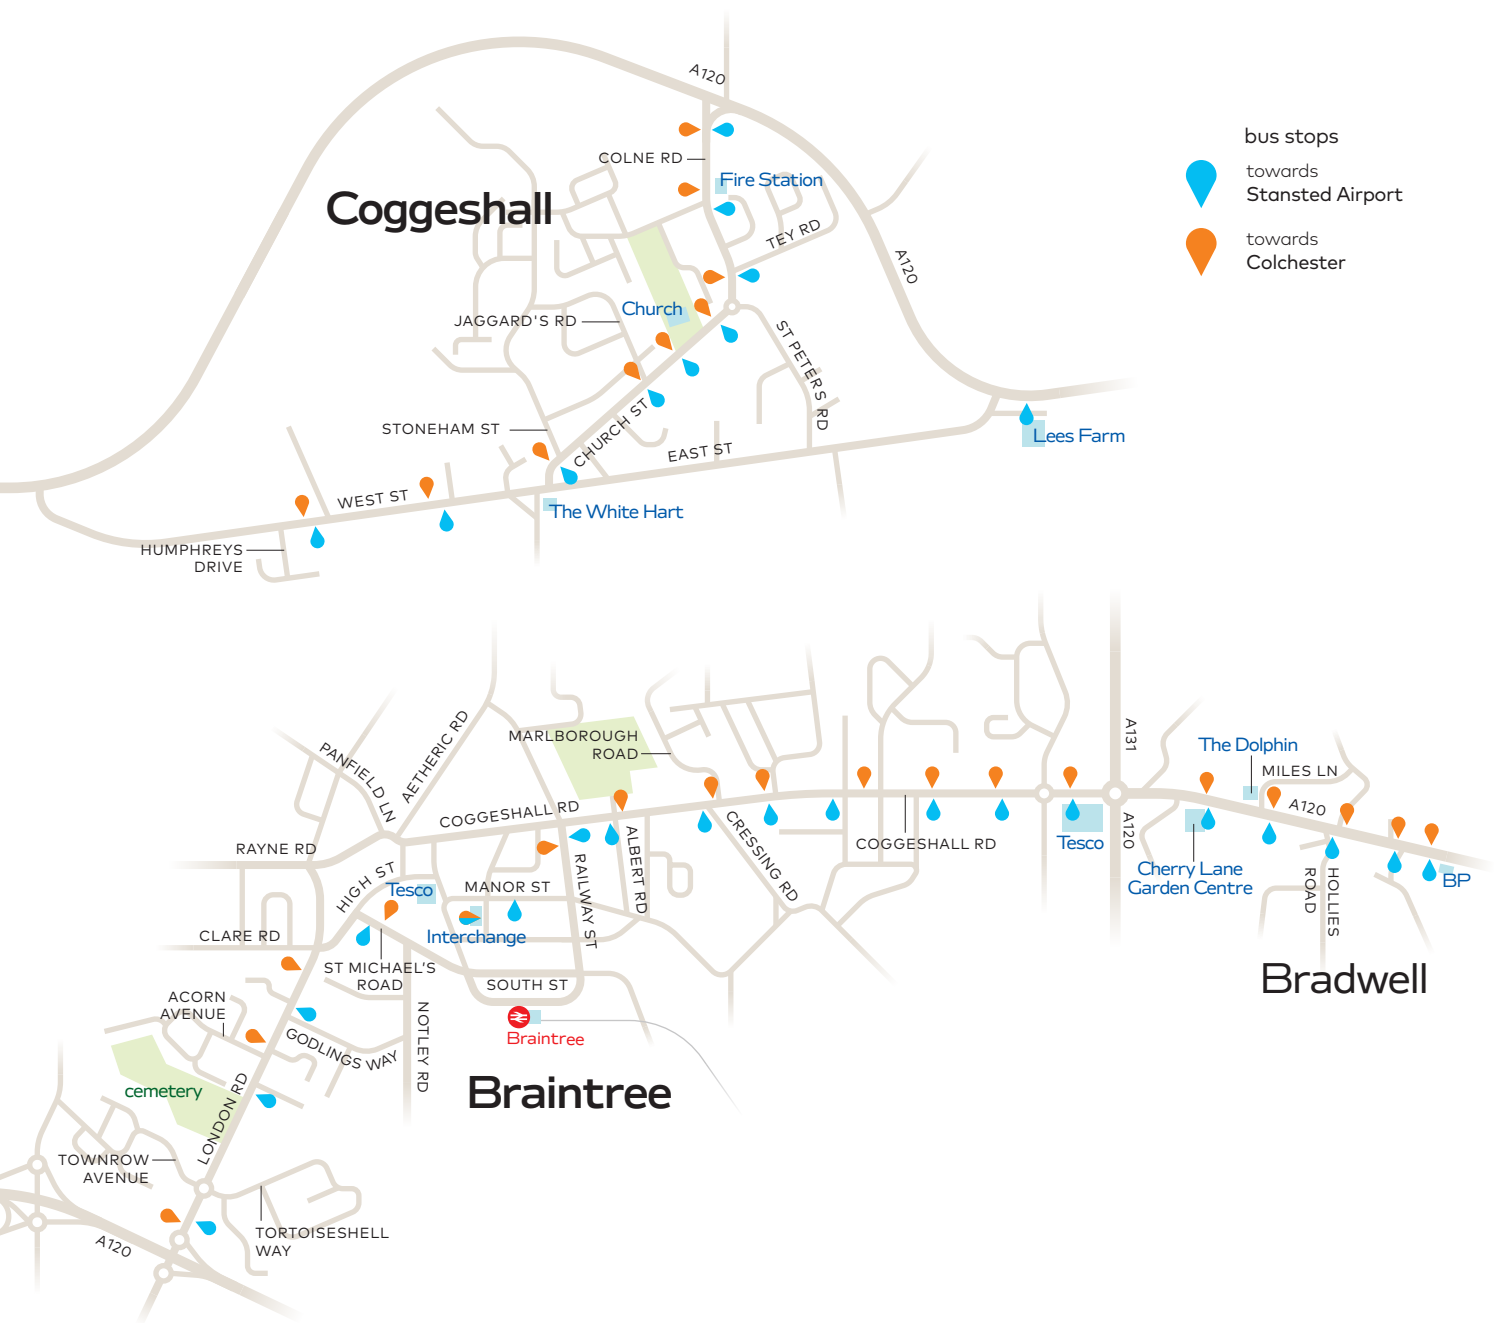 A120
bus stops
COLNE RD
towards
Stansted Airport
Fire Station
Coggeshall
TEY RD
towards
Colchester
A120
Church
JAGGARD'S RD
ST PETERS RD
STONEHAM ST
CHURCH ST
EAST ST
Lees Farm
WEST ST
The White Hart
HUMPHREYS
DRIVE
AETHERIC RD
PANFIELD LN
MARLBOROUGH
ROAD
A131
The Dolphin
MILES LN
A120
COGGESHALL RD
RAYNE RD
CRESSING RD
COGGESHALL RD
Tesco
A120
Cherry Lane
Garden Centre
HOLLIES
ROAD
BP
HIGH ST
Tesco
MANOR ST
RAILWAY ST
ALBERT RD
CLARE RD
Interchange
ST MICHAEL'S
ROAD
SOUTH ST
Bradwell
ACORN
AVENUE
GODLINGS WAY
NOTLEY RD
Braintree
Braintree
cemetery
LONDON RD
TOWNROW
AVENUE
TORTOISESHELL
WAY
A120